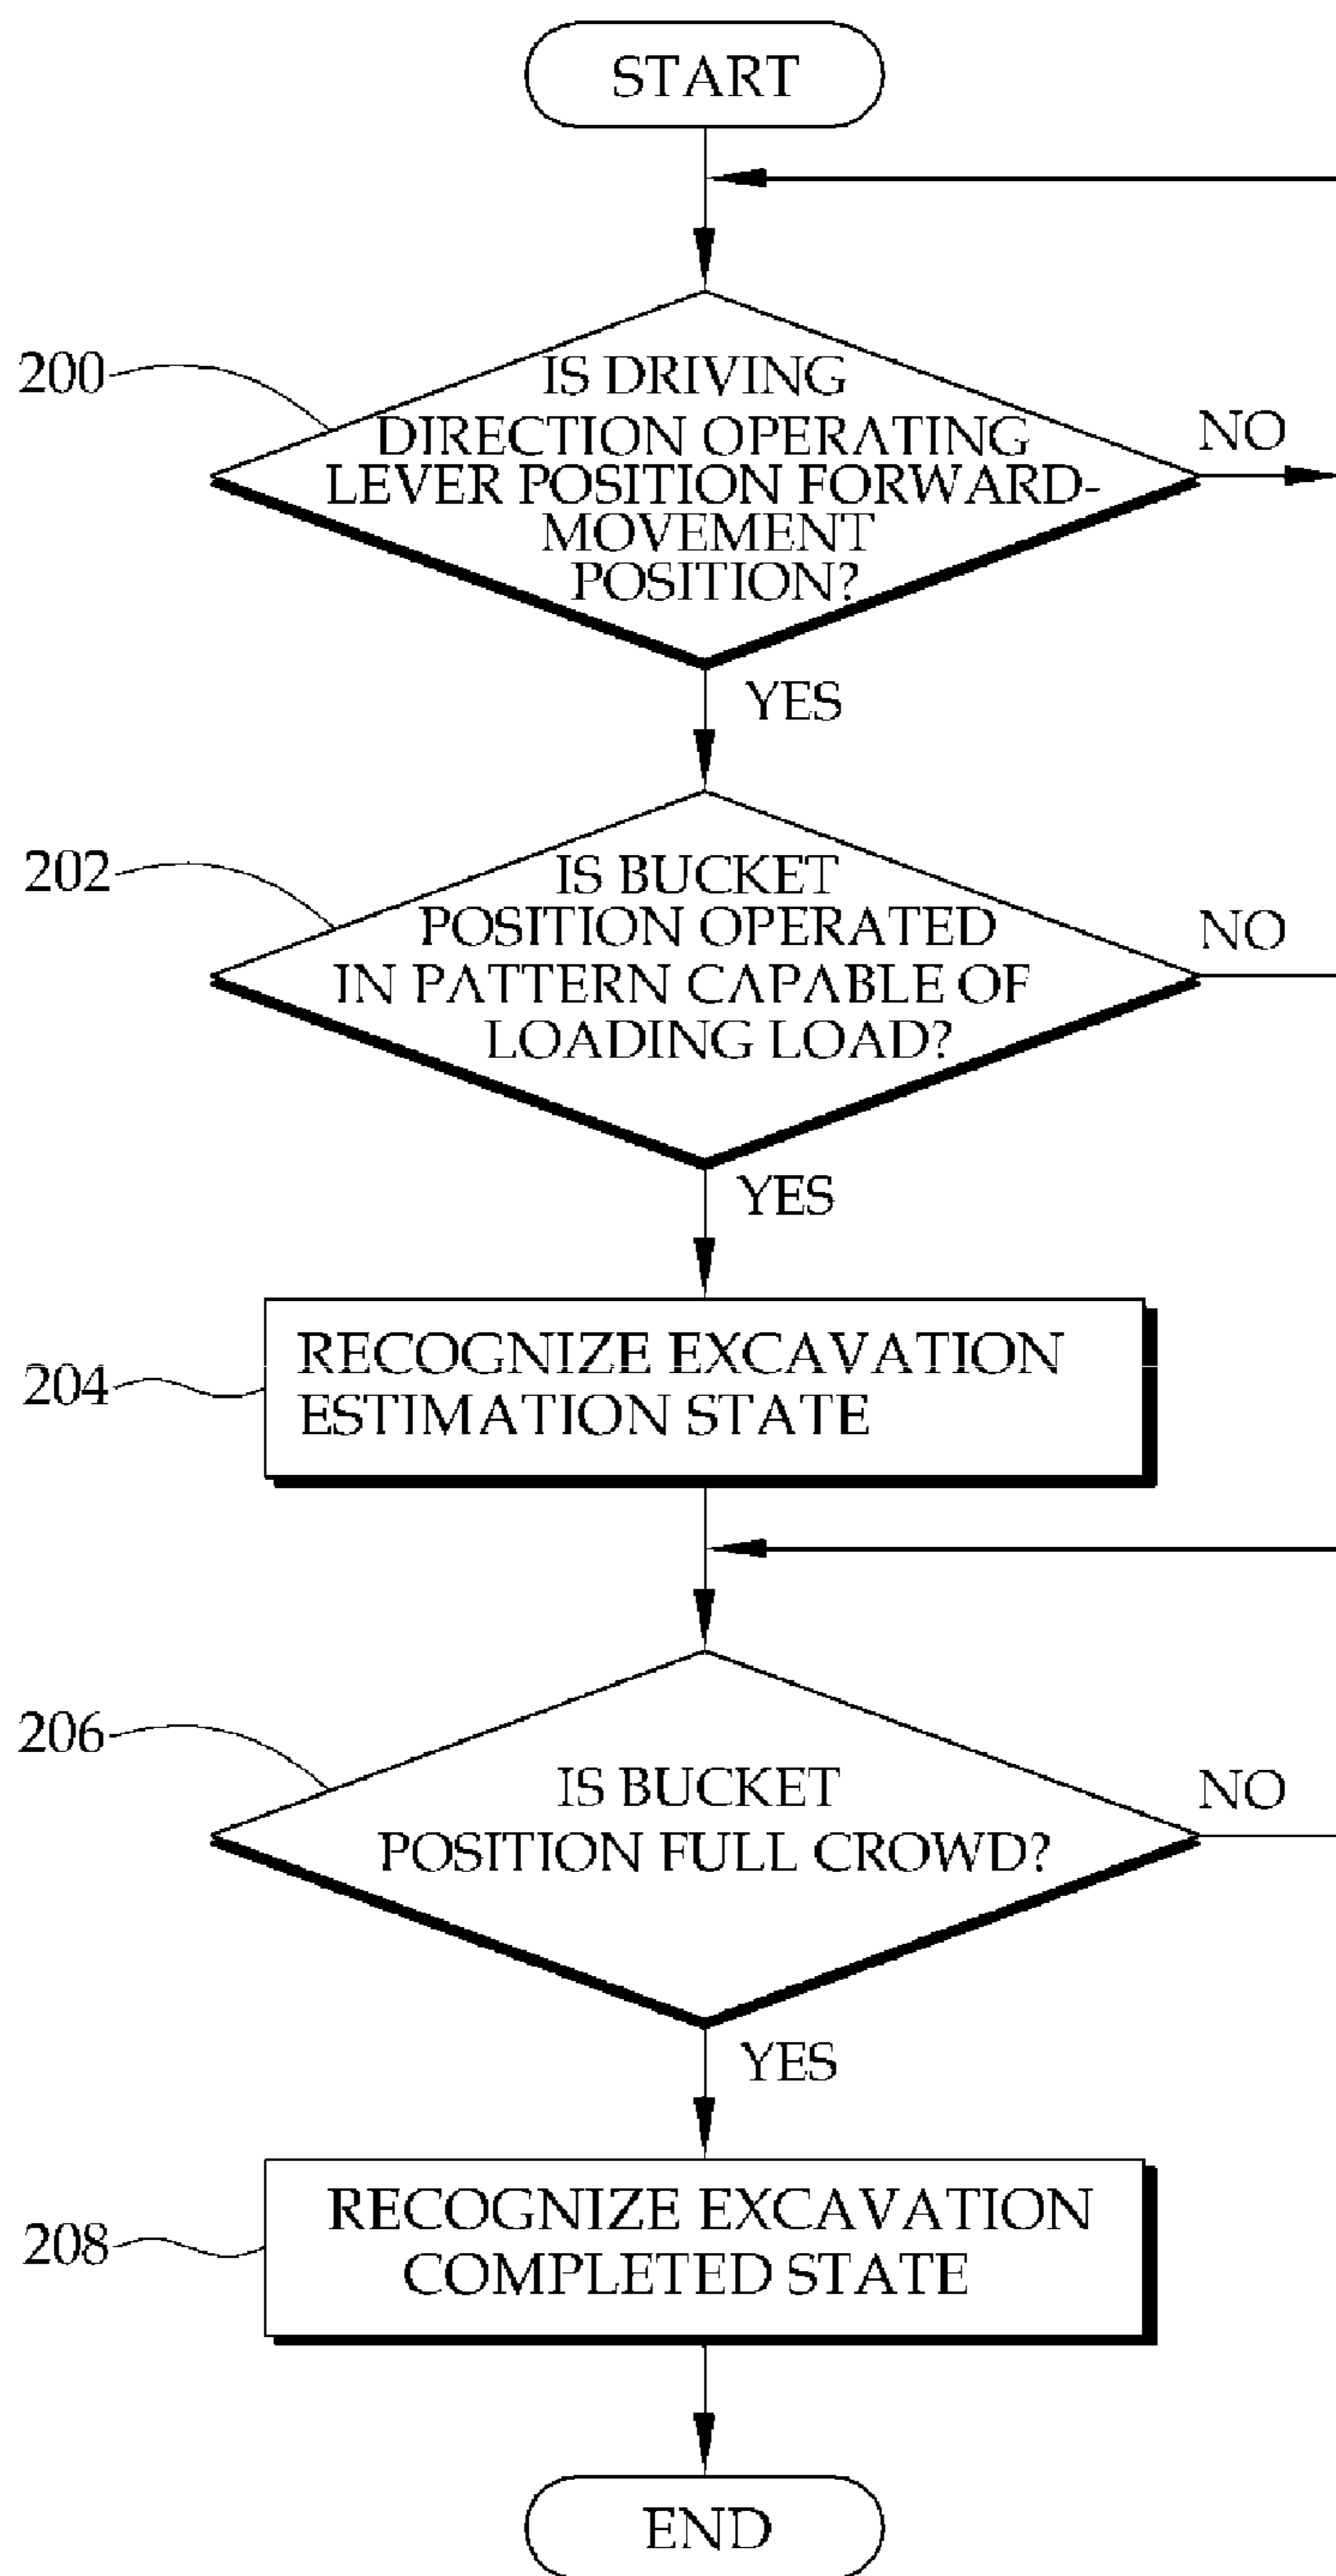 START
200
IS DRIVING
DIRECTION OPERATING
LEVER POSITION FORWARD-
MOVEMENT
POSITION?
NO
YES
202
IS BUCKET
POSITION OPERATED
IN PATTERN CAPABLE OF
LOADING LOAD?
NO
YES
204
RECOGNIZE EXCAVATION
ESTIMATION STATE
206
IS BUCKET
POSITION FULL CROWD?
NO
YES
208
RECOGNIZE EXCAVATION
COMPLETED STATE
END